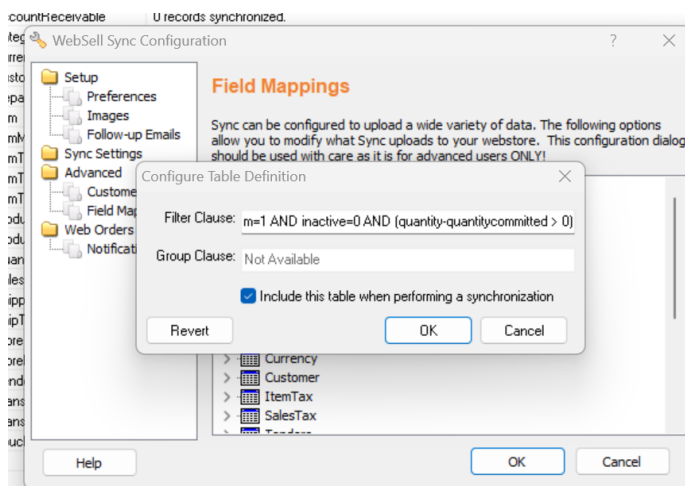 countReceivable 0 records synchronized.
WebSell Sync Configuration
Setup
Preferences
Images
Follow-up Emails
Sync Settings
Advanced
Custome
Field Map
Web Orders
Notificati
Field Mappings
Sync can be configured to upload a wide variety of data. The following options
allow you to modify what Sync uploads to your webstore. This configuration dialog
should be used with care as it is for advanced users ONLY!
Configure Table Definition
Filter Clause: m=1 AND inactive=0 AND (quantity-quantitycommitted > 0)
Group Clause: Not Available
Include this table when performing a synchronization
Revert OK Cancel
Currency
Customer
ItemTax
SalesTax
Help OK Cancel